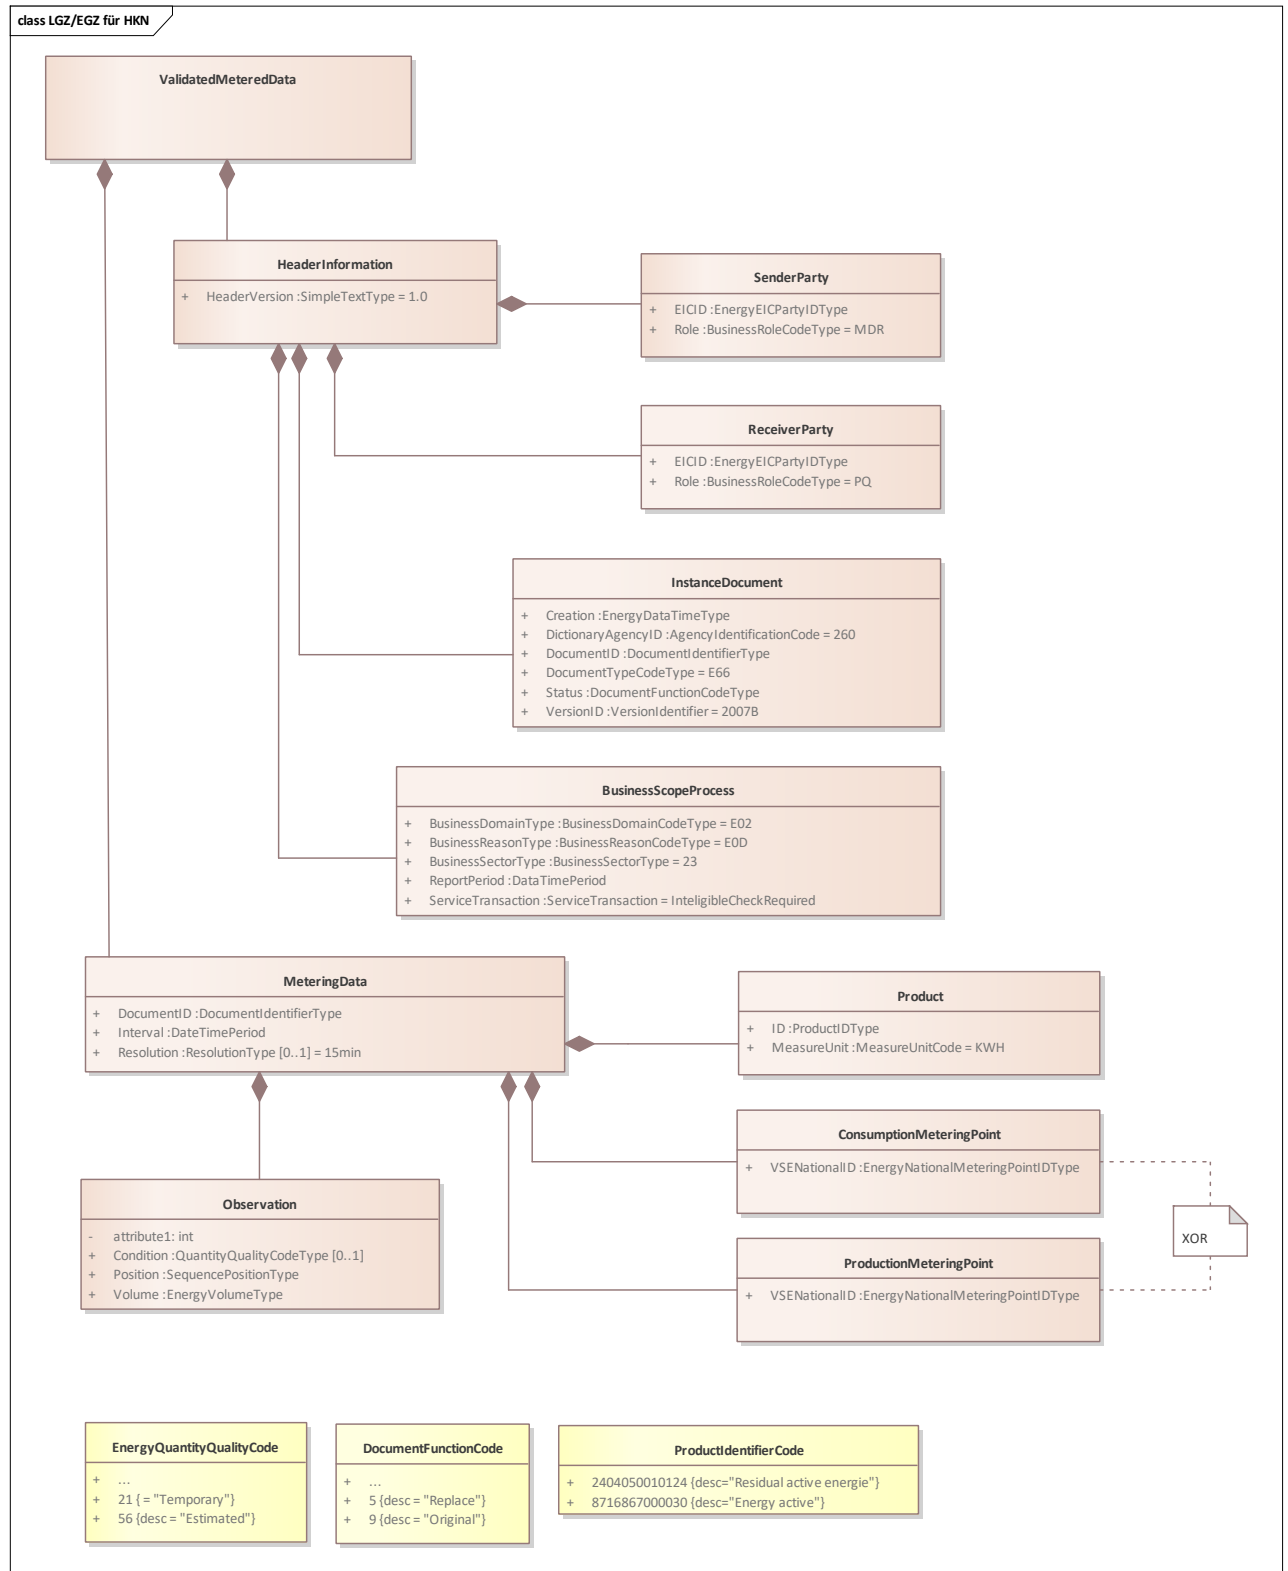 class LGZ/EGZ für HKN
ValidatedMeteredData
HeaderInformation
+ HeaderVersion :SimpleTextType = 1.0
SenderParty
+ EICID :EnergyEICPartyIDType
+ Role :BusinessRoleCodeType = MDR
ReceiverParty
+ EICID :EnergyEICPartyIDType
+ Role :BusinessRoleCodeType = PQ
InstanceDocument
+ Creation :EnergyDataTimeType
+ DictionaryAgencyID :AgencyIdentificationCode = 260
+ DocumentID :DocumentIdentifierType
+ DocumentTypeCodeType = E66
+ Status :DocumentFunctionCodeType
+ VersionID :VersionIdentifier = 2007B
BusinessScopeProcess
+ BusinessDomainType :BusinessDomainCodeType = E02
+ BusinessReasonType :BusinessReasonCodeType = E0D
+ BusinessSectorType :BusinessSectorType = 23
+ ReportPeriod :DataTimePeriod
+ ServiceTransaction :ServiceTransaction = InteligibleCheckRequired
MeteringData
+ DocumentID :DocumentIdentifierType
+ Interval :DateTimePeriod
+ Resolution :ResolutionType [0..1] = 15min
Product
+ ID :ProductIDType
+ MeasureUnit :MeasureUnitCode = KWH
ConsumptionMeteringPoint
+ VSENationalID :EnergyNationalMeteringPointIDType
Observation
- attribute1: int
+ Condition :QuantityQualityCodeType [0..1]
+ Position :SequencePositionType
+ Volume :EnergyVolumeType
XOR
ProductionMeteringPoint
+ VSENationalID :EnergyNationalMeteringPointIDType
EnergyQuantityQualityCode
+ ...
+ 21 { = "Temporary"}
+ 56 {desc = "Estimated"}
DocumentFunctionCode
+ ...
+ 5 {desc = "Replace"}
+ 9 {desc = "Original"}
ProductIdentifierCode
+ 2404050010124 {desc="Residual active energie"}
+ 8716867000030 {desc="Energy active"}